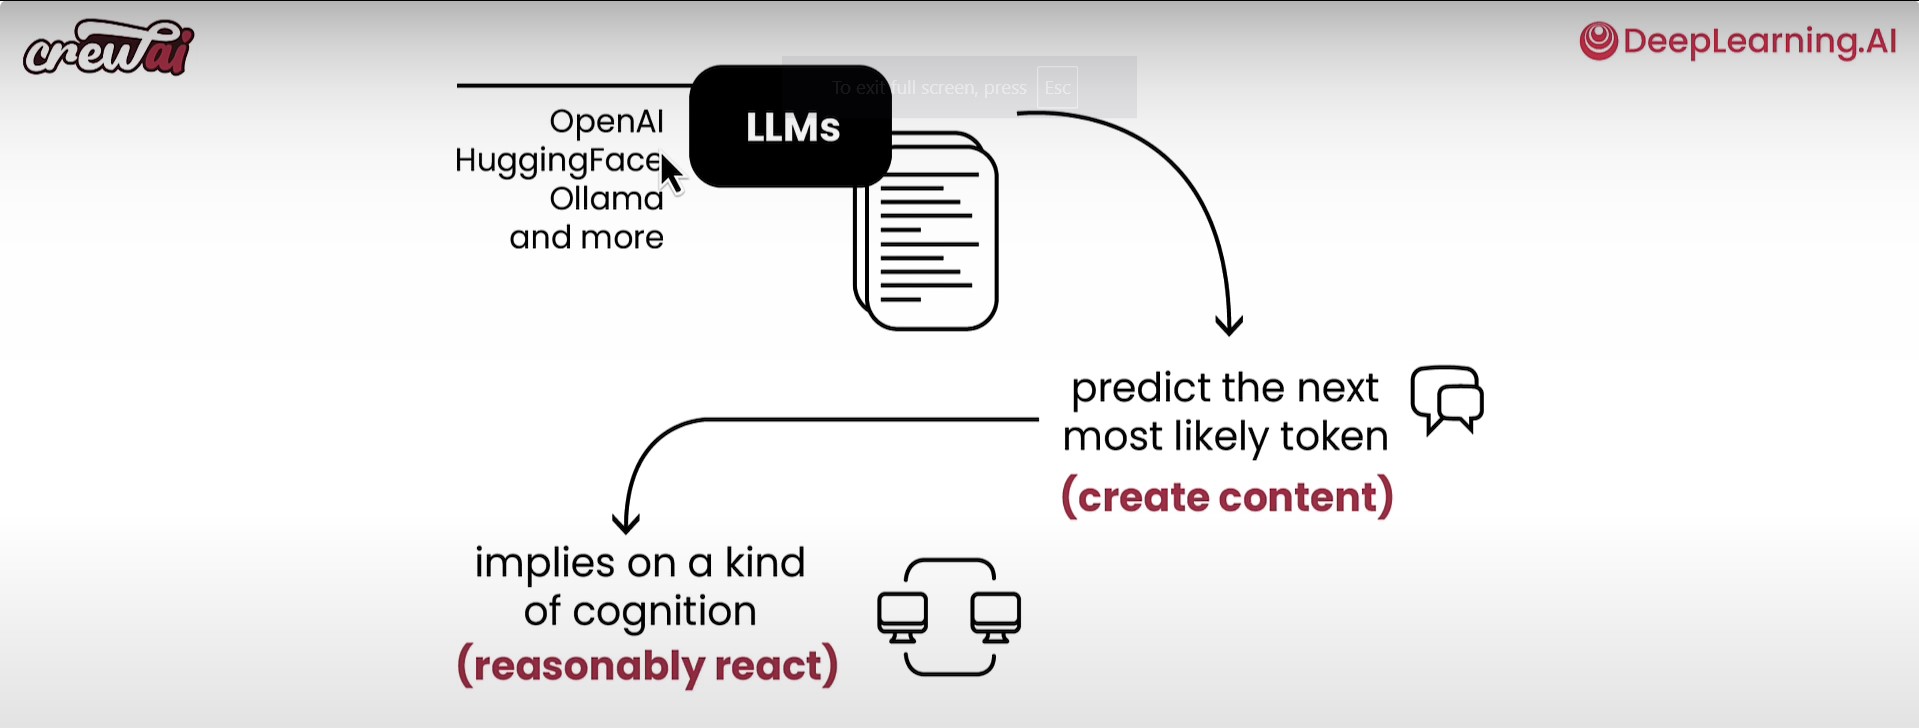 crewai
DeepLearning.AI
To exit full screen, press Esc
LLMs
OpenAI
HuggingFace
Ollama
and more
predict the next
most likely token
(create content)
implies on a kind
of cognition
(reasonably react)